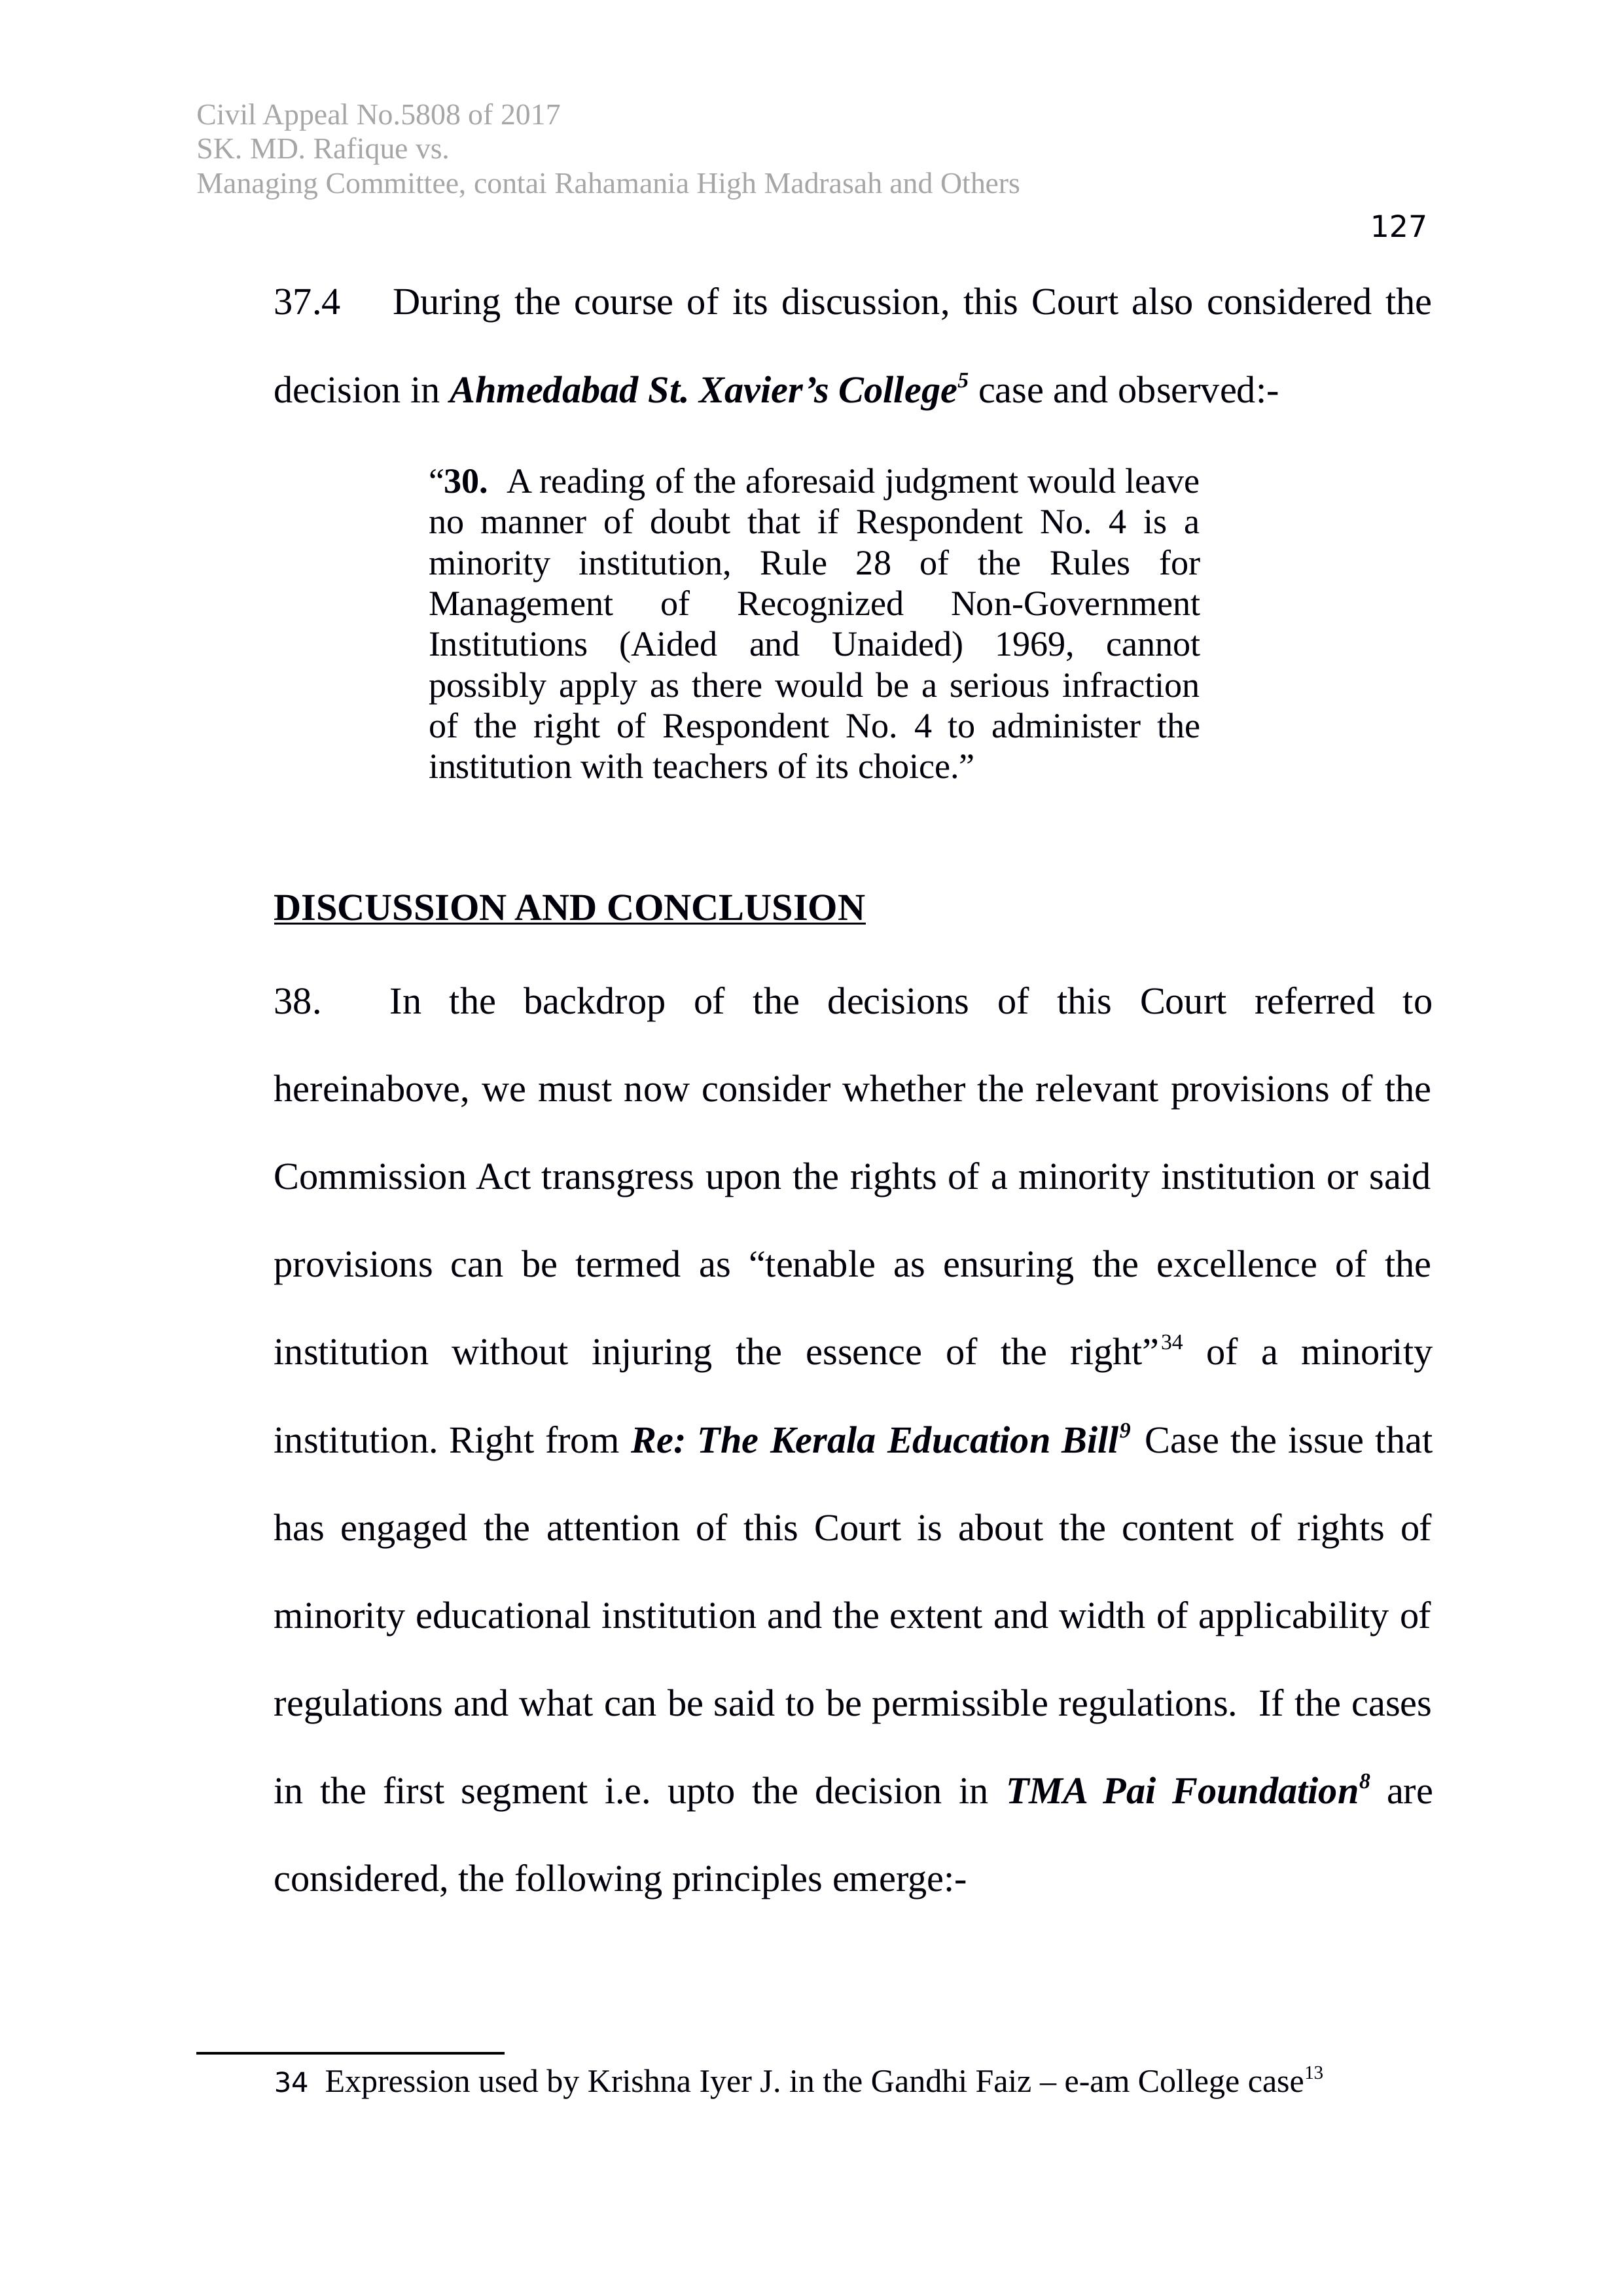 Civil Appeal No.5808 of 2017
SK. MD. Rafique vs.
Managing Committee, contai Rahamania High Madrasah and Others
127
37.4 During the course of its discussion, this Court also considered the
decision in Ahmedabad St. Xavier’s College5 case and observed:-
“30. A reading of the aforesaid judgment would leave
no manner of doubt that if Respondent No. 4 is a
minority institution, Rule 28 of the Rules for
Management of Recognized Non-Government
Institutions (Aided and Unaided) 1969, cannot
possibly apply as there would be a serious infraction
of the right of Respondent No. 4 to administer the
institution with teachers of its choice.”
DISCUSSION AND CONCLUSION
38. In the backdrop of the decisions of this Court referred to
hereinabove, we must now consider whether the relevant provisions of the
Commission Act transgress upon the rights of a minority institution or said
provisions can be termed as “tenable as ensuring the excellence of the
institution without injuring the essence of the right”34 of a minority
institution. Right from Re: The Kerala Education Bill9 Case the issue that
has engaged the attention of this Court is about the content of rights of
minority educational institution and the extent and width of applicability of
regulations and what can be said to be permissible regulations. If the cases
in the first segment i.e. upto the decision in TMA Pai Foundation8 are
considered, the following principles emerge:-
34 Expression used by Krishna Iyer J. in the Gandhi Faiz – e-am College case13